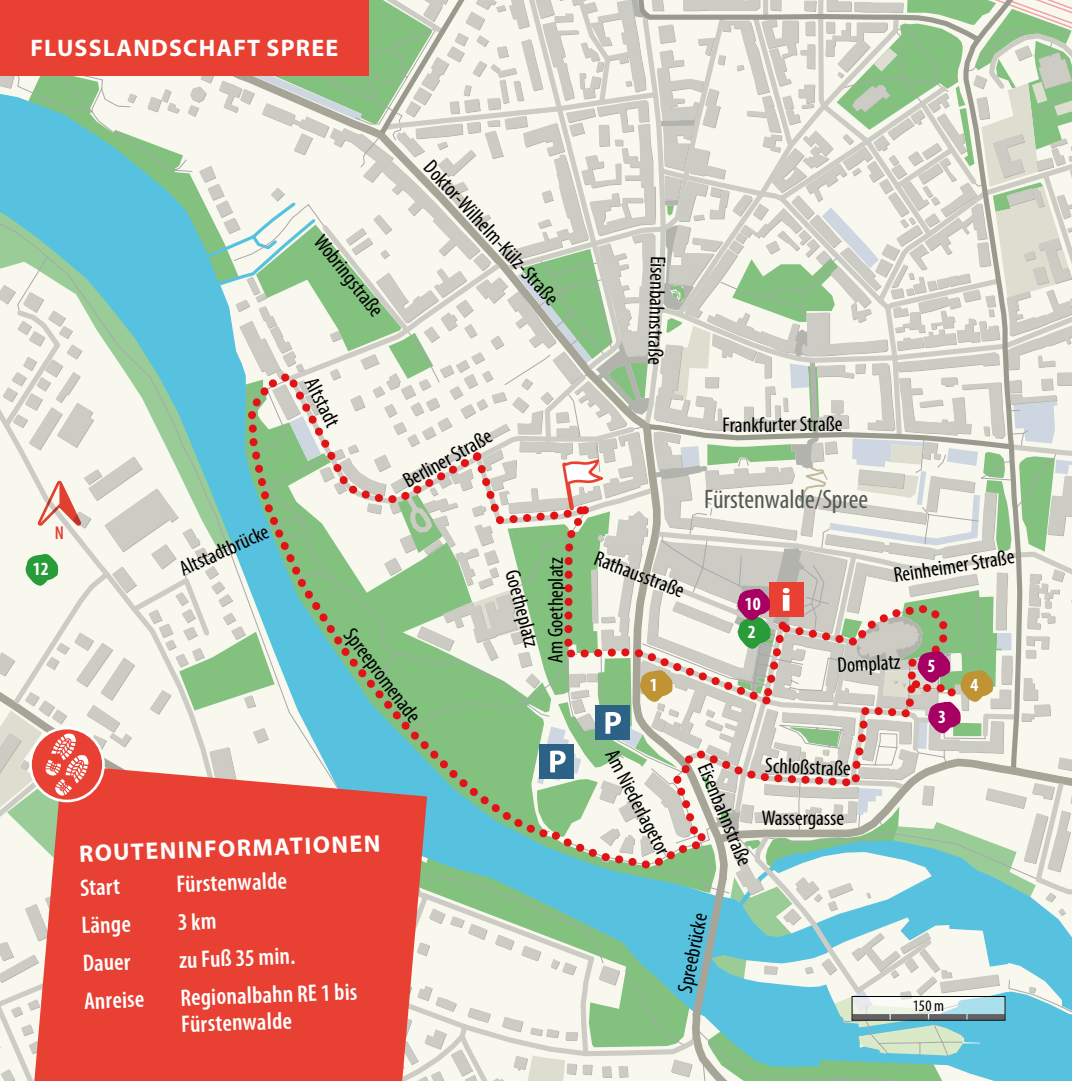 FLUSSLANDSCHAFT SPREE
Doktor-Wilhelm-Külz-Straße
Wobringstraße
Eisenbahnstraße
Altstadt
Frankfurter Straße
Berliner Straße
Fürstenwalde/Spree
N
Altstadtbrücke
12
Rathausstraße
Reinheimer Straße
Goetheplatz
Am Goetheplatz
10
i
2
Domplatz
5
1
4
3
Spreepromenade
P
P
Am Niederlagetor
Eisenbahnstraße
Schloßstraße
Wassergasse
Spreebrücke
150 m
ROUTENINFORMATIONEN
Start Fürstenwalde
Länge 3 km
Dauer zu Fuß 35 min.
Anreise Regionalbahn RE 1 bis
Fürstenwalde